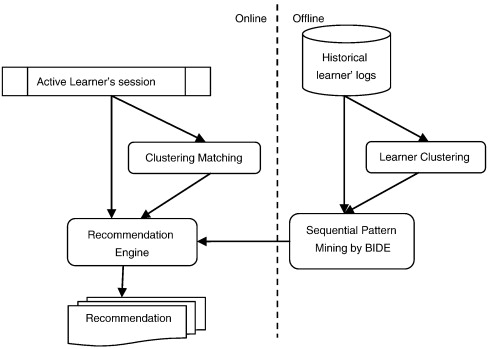 Online
Offline
Active Learner's session
Historical
learner' logs
Clustering Matching
Learner Clustering
Recommendation
Engine
Sequential Pattern
Mining by BIDE
Recommendation